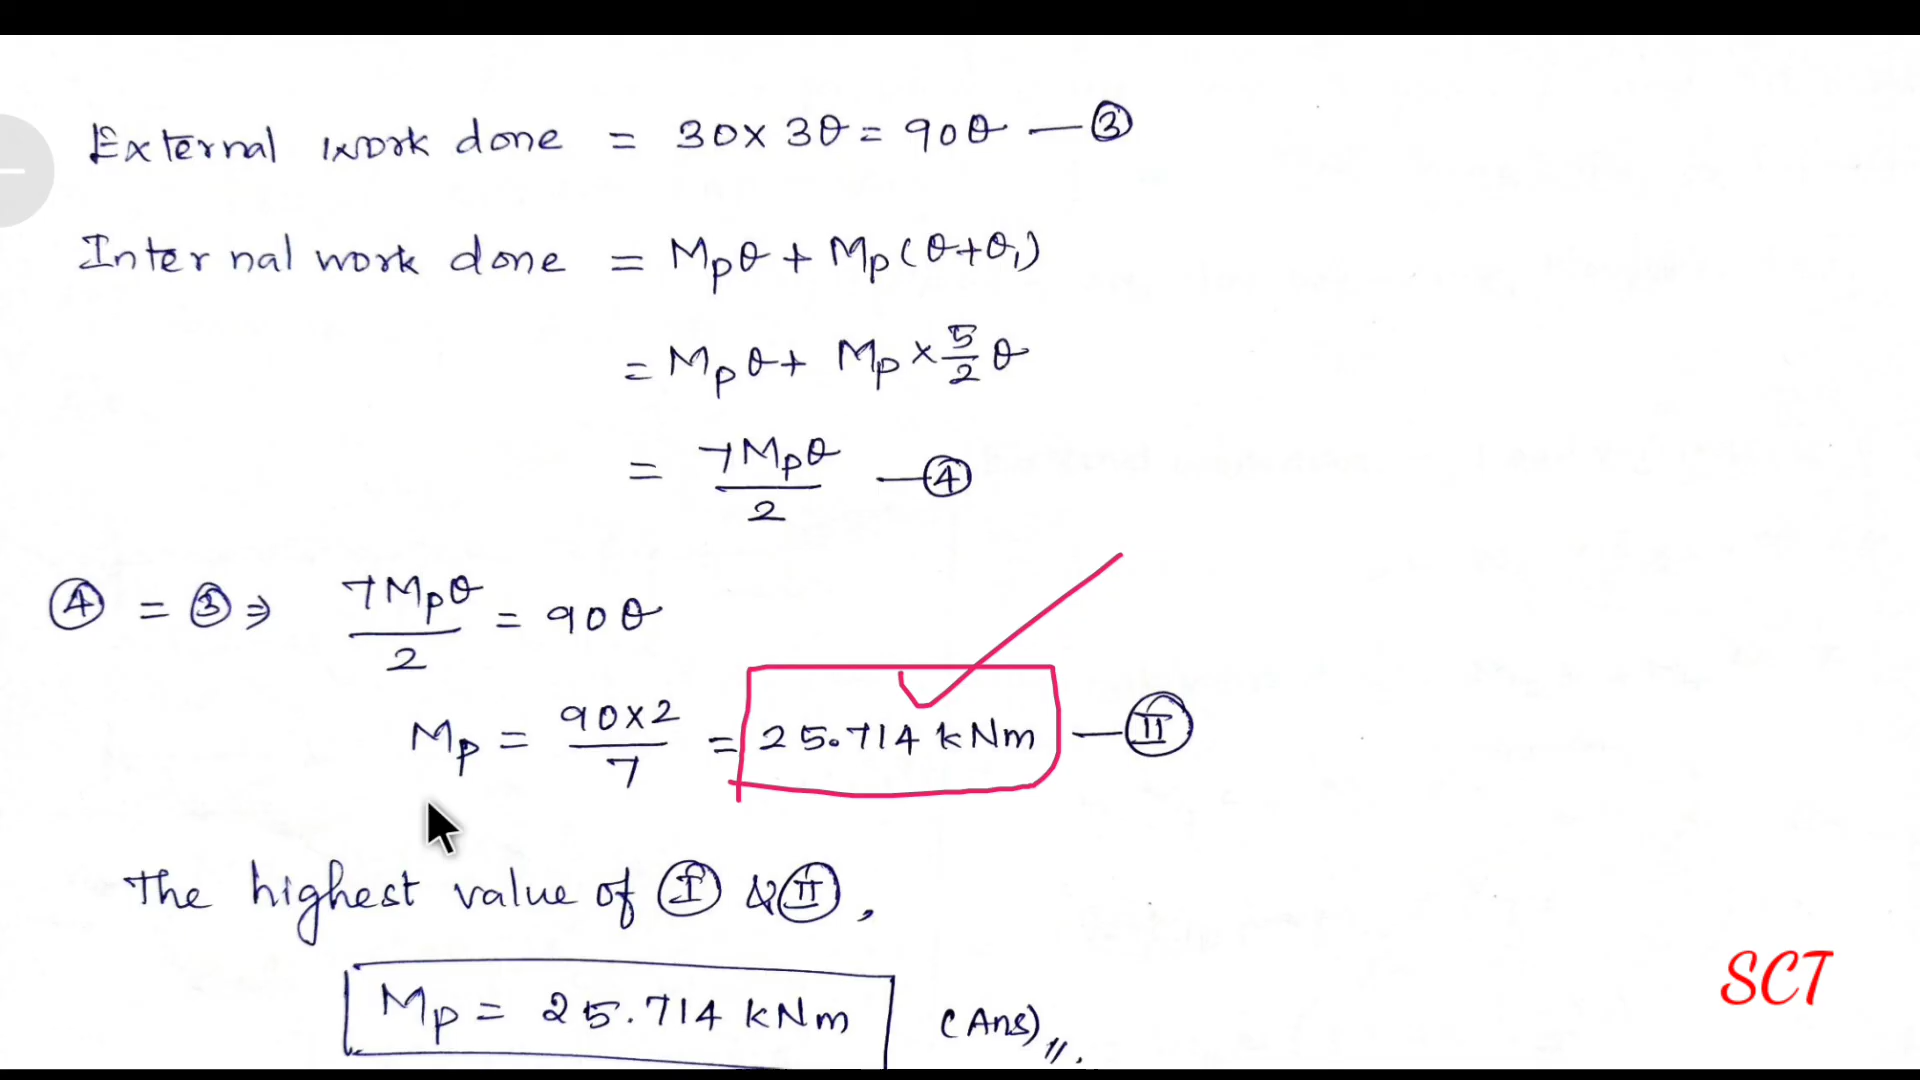 External work done = 30 x 3θ = 90θ — ③
Internal work done = Mpθ + Mp(θ+θ₁)
= Mpθ + Mp × 5/2 θ
= 7Mpθ/2 — ④
④ = ③ ⇒ 7Mpθ/2 = 90θ
Mp = 90x2/7 = 25.714 kNm — Ⅱ
The highest value of Ⅰ & Ⅱ,
Mp = 25.714 kNm (Ans)
SCT